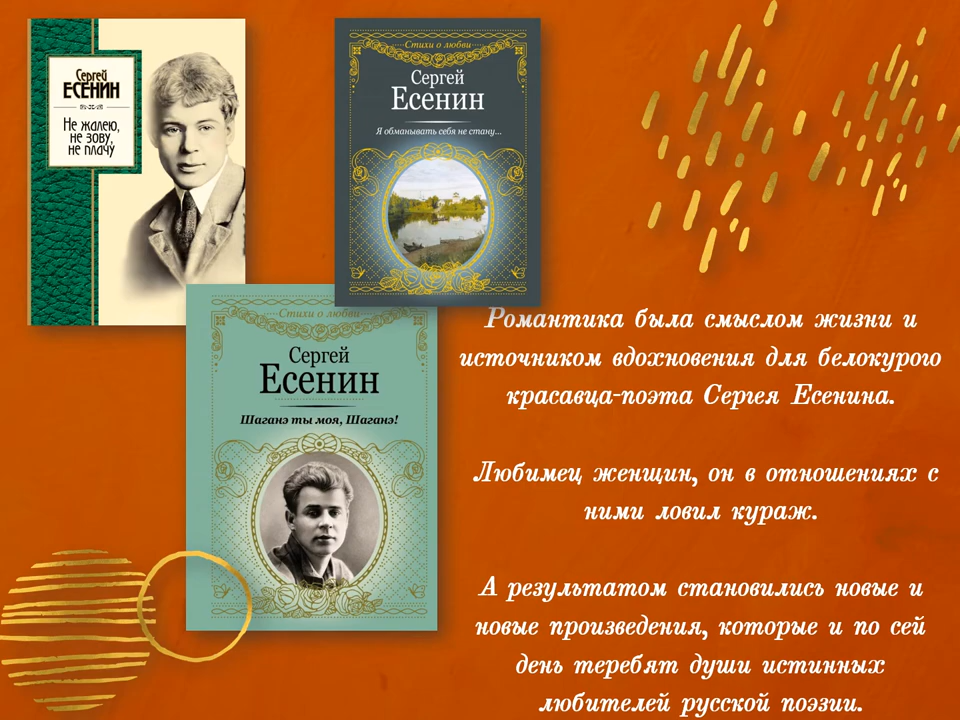 Сергей
ЕСЕНИН
Не жалею,
не зову,
не плачу
Стихи о любви
Сергей
Есенин
Я обманывать себя не стану...
Стихи о любви
Сергей
Есенин
Шаганэ ты моя, Шаганэ!
Романтика была смыслом жизни и
источником вдохновения для белокурого
красавца-поэта Сергея Есенина.
Любимец женщин, он в отношениях с
ними ловил кураж.
А результатом становились новые и
новые произведения, которые и по сей
день теребят души истинных
любителей русской поэзии.